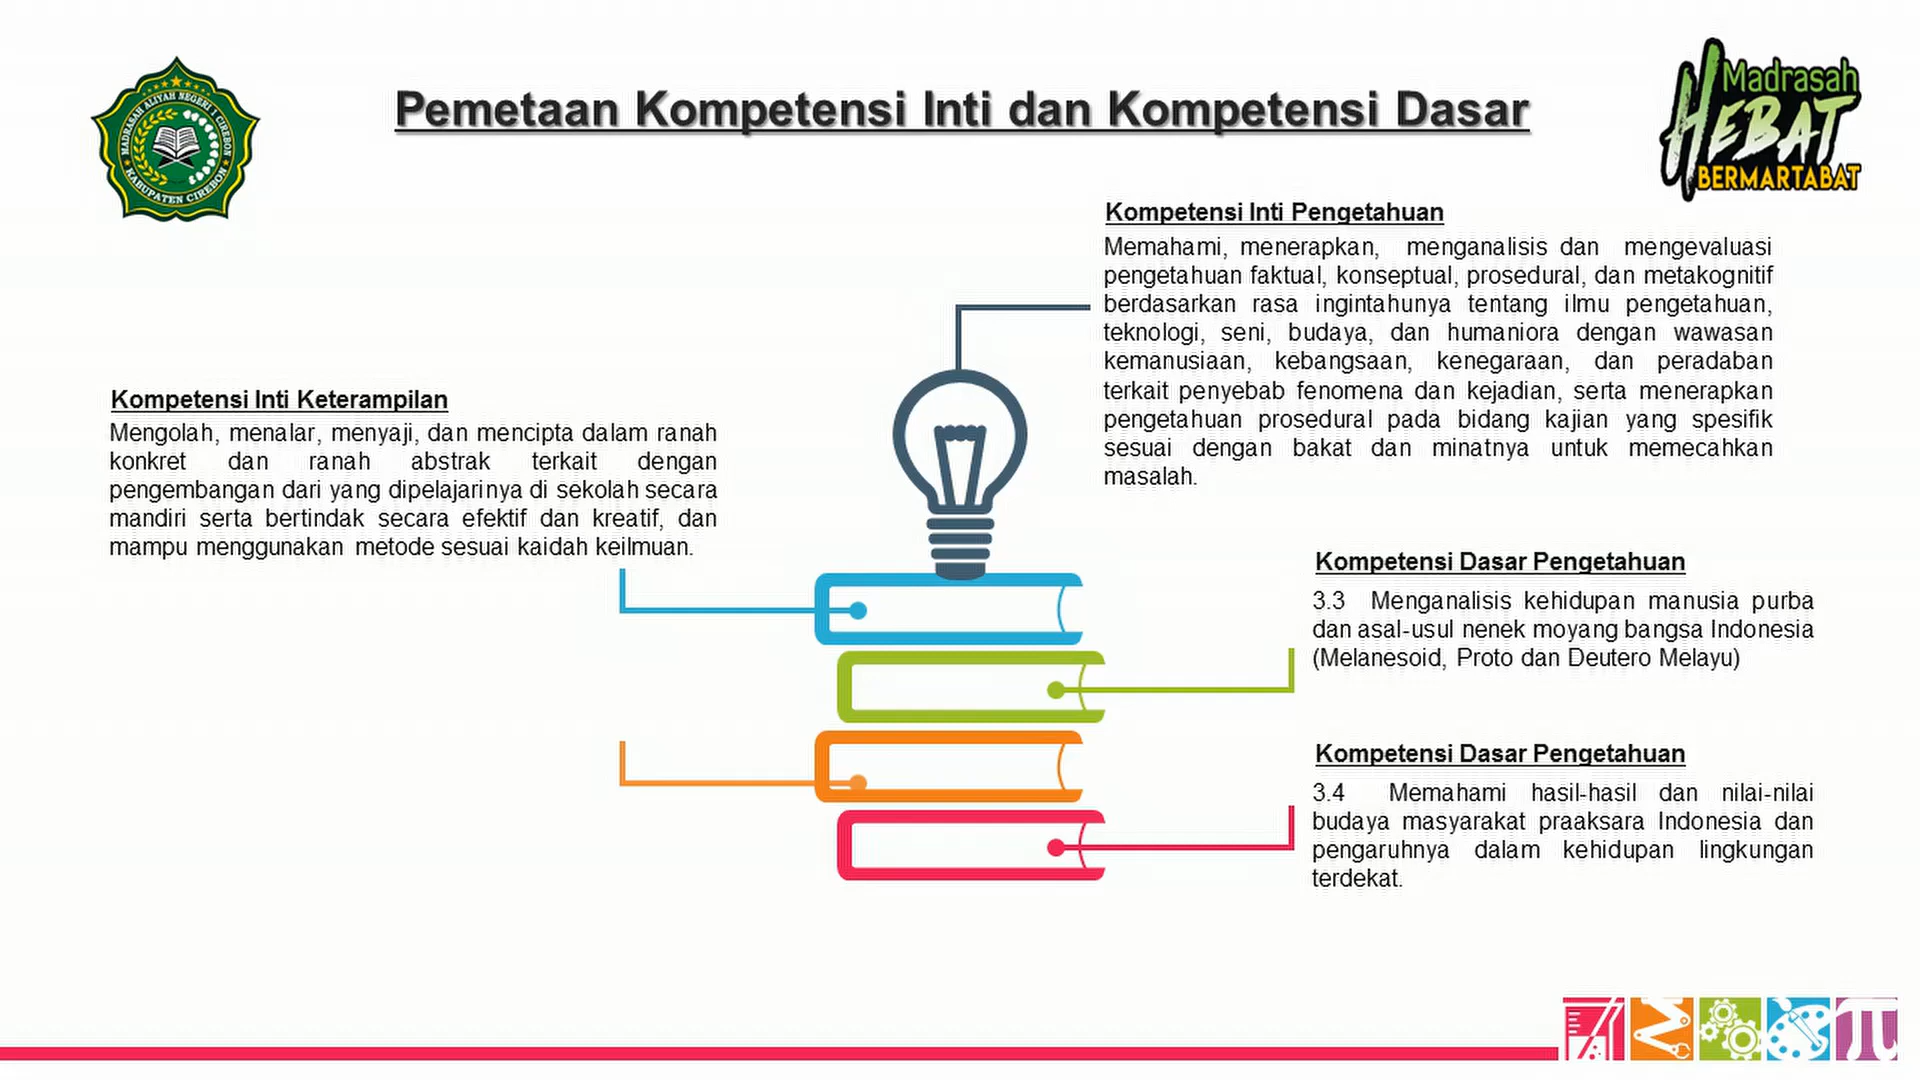 MADRASAH ALIYAH NEGERI 1 CIREBON
KABUPATEN CIREBON
Pemetaan Kompetensi Inti dan Kompetensi Dasar
Madrasah
HEBAT
BERMARTABAT
Kompetensi Inti Pengetahuan
Memahami, menerapkan, menganalisis dan mengevaluasi
pengetahuan faktual, konseptual, prosedural, dan metakognitif
berdasarkan rasa ingintahunya tentang ilmu pengetahuan,
teknologi, seni, budaya, dan humaniora dengan wawasan
kemanusiaan, kebangsaan, kenegaraan, dan peradaban
terkait penyebab fenomena dan kejadian, serta menerapkan
pengetahuan prosedural pada bidang kajian yang spesifik
sesuai dengan bakat dan minatnya untuk memecahkan
masalah.
Kompetensi Inti Keterampilan
Mengolah, menalar, menyaji, dan mencipta dalam ranah
konkret dan ranah abstrak terkait dengan
pengembangan dari yang dipelajarinya di sekolah secara
mandiri serta bertindak secara efektif dan kreatif, dan
mampu menggunakan metode sesuai kaidah keilmuan.
Kompetensi Dasar Pengetahuan
3.3 Menganalisis kehidupan manusia purba
dan asal-usul nenek moyang bangsa Indonesia
(Melanesoid, Proto dan Deutero Melayu)
Kompetensi Dasar Pengetahuan
3.4 Memahami hasil-hasil dan nilai-nilai
budaya masyarakat praaksara Indonesia dan
pengaruhnya dalam kehidupan lingkungan
terdekat.
π